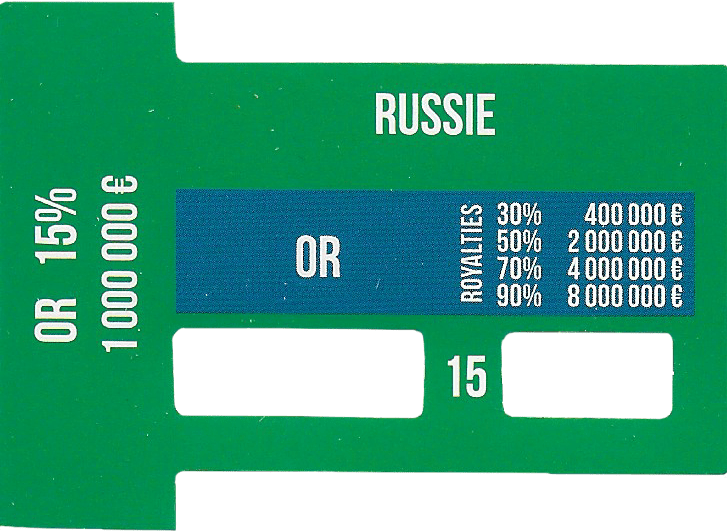 RUSSIE
OR 15%
1 000 000 €
OR
ROYALTIES
30% 400 000 €
50% 2 000 000 €
70% 4 000 000 €
90% 8 000 000 €
15